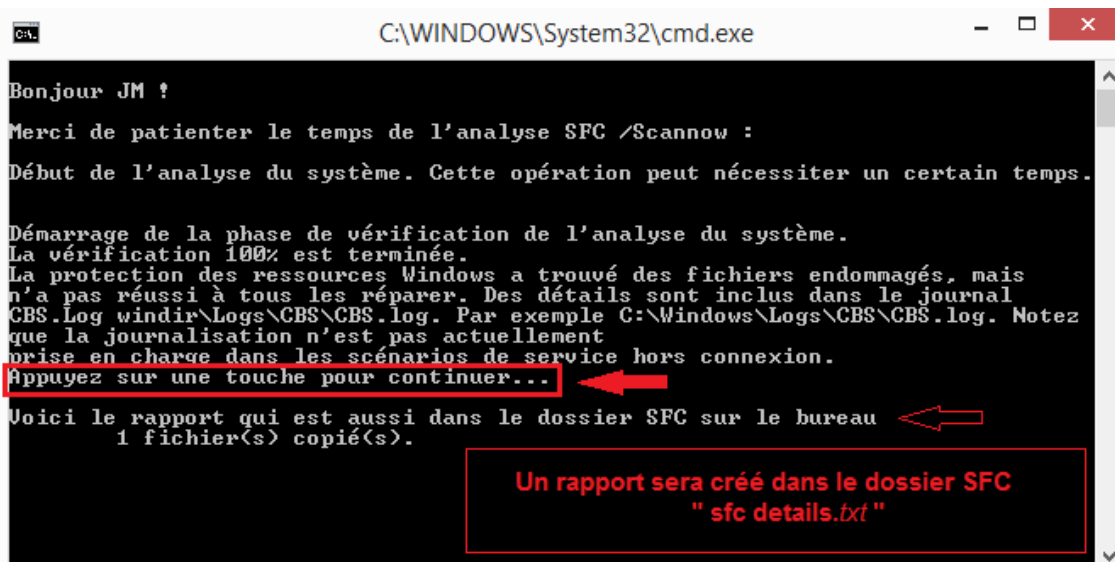 C:\WINDOWS\System32\cmd.exe
Bonjour JM !
Merci de patienter le temps de l'analyse SFC /Scannow :
Début de l'analyse du système. Cette opération peut nécessiter un certain temps.
Démarrage de la phase de vérification de l'analyse du système.
La vérification 100% est terminée.
La protection des ressources Windows a trouvé des fichiers endommagés, mais
n'a pas réussi à tous les réparer. Des détails sont inclus dans le journal
CBS.Log windir\Logs\CBS\CBS.log. Par exemple C:\Windows\Logs\CBS\CBS.log. Notez
que la journalisation n'est pas actuellement
prise en charge dans les scénarios de service hors connexion.
Appuyez sur une touche pour continuer...
Voici le rapport qui est aussi dans le dossier SFC sur le bureau
1 fichier(s) copié(s).
Un rapport sera créé dans le dossier SFC
" sfc details.txt "